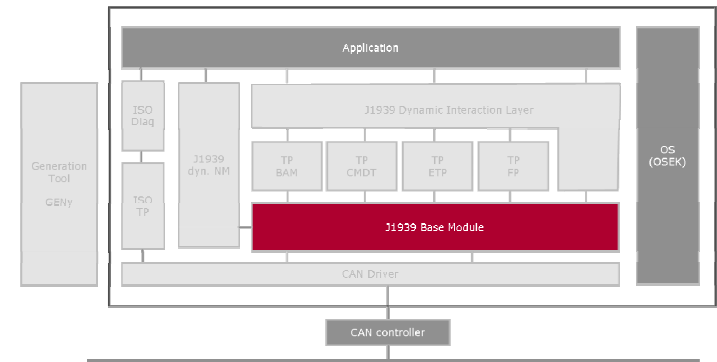 Application
ISO
Diag
J1939 Dynamic Interaction Layer
Generation
Tool
GENy
J1939
dyn. NM
TP
BAM
TP
CMDT
TP
ETP
TP
FP
OS
(OSEK)
ISO
TP
J1939 Base Module
CAN Driver
CAN controller